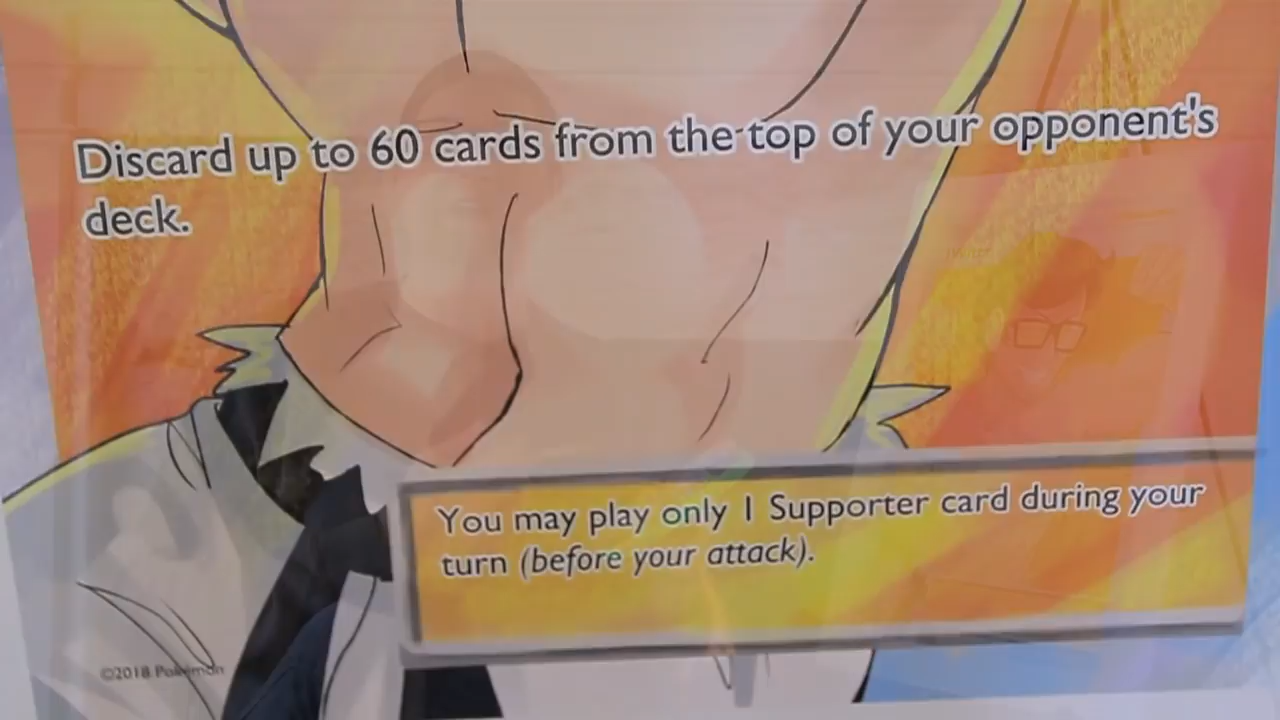 Discard up to 60 cards from the top of your opponent's
deck.
You may play only 1 Supporter card during your
turn (before your attack).
©2018 Pokémon